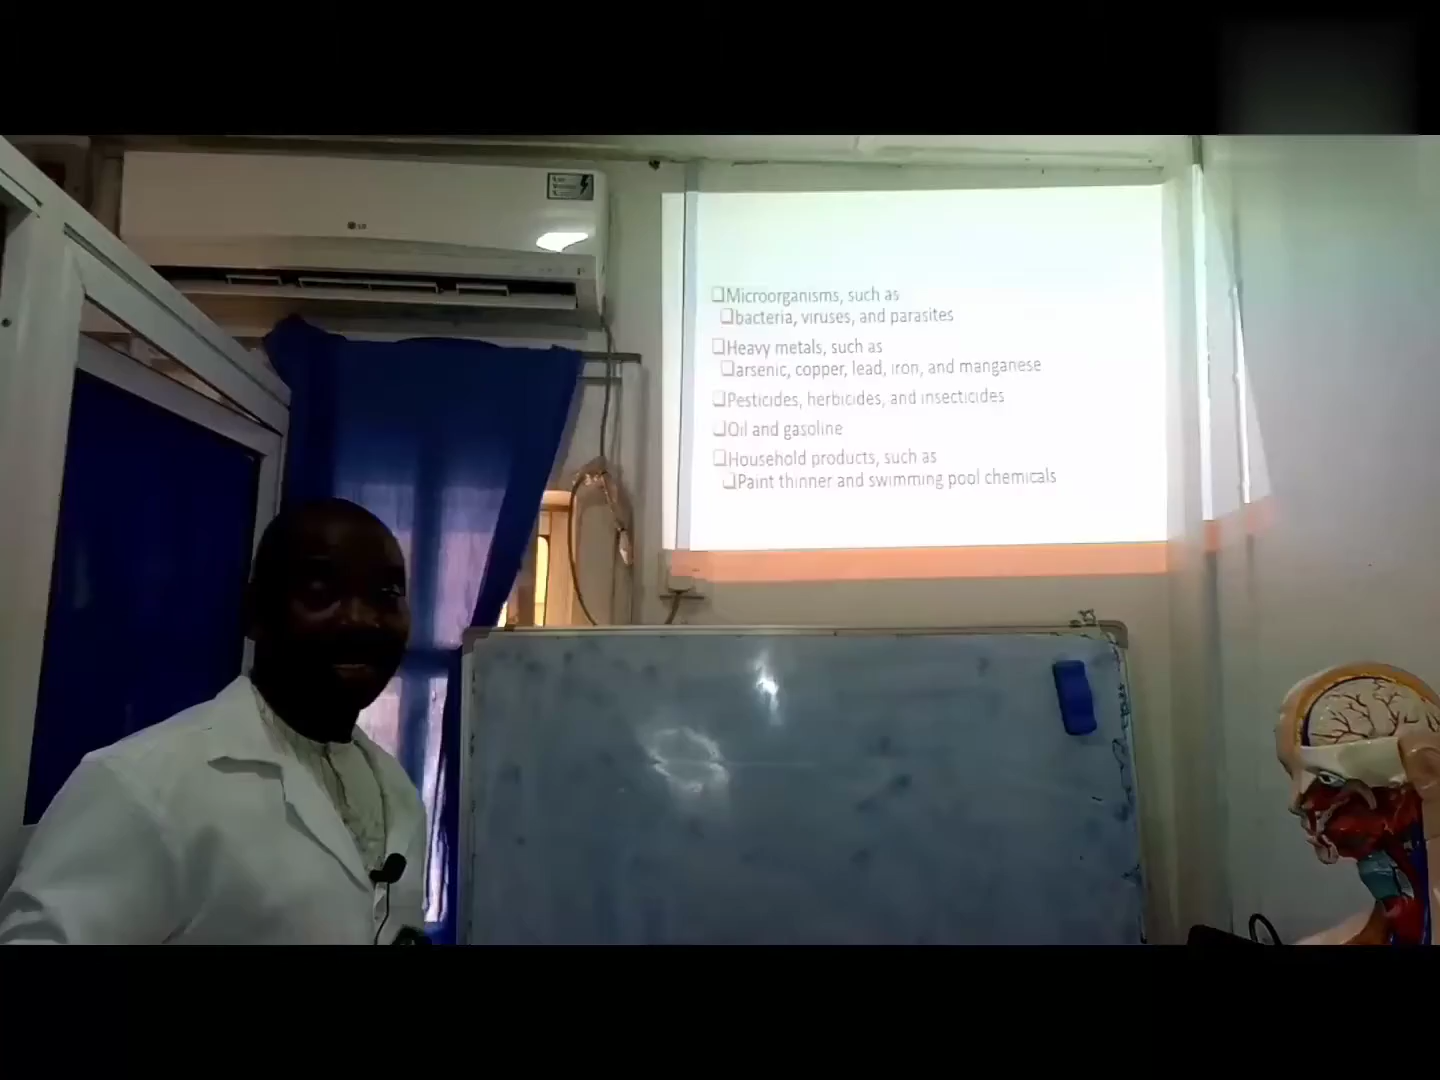 LG
❑Microorganisms, such as
❑bacteria, viruses, and parasites
❑Heavy metals, such as
❑arsenic, copper, lead, iron, and manganese
❑Pesticides, herbicides, and insecticides
❑Oil and gasoline
❑Household products, such as
❑Paint thinner and swimming pool chemicals